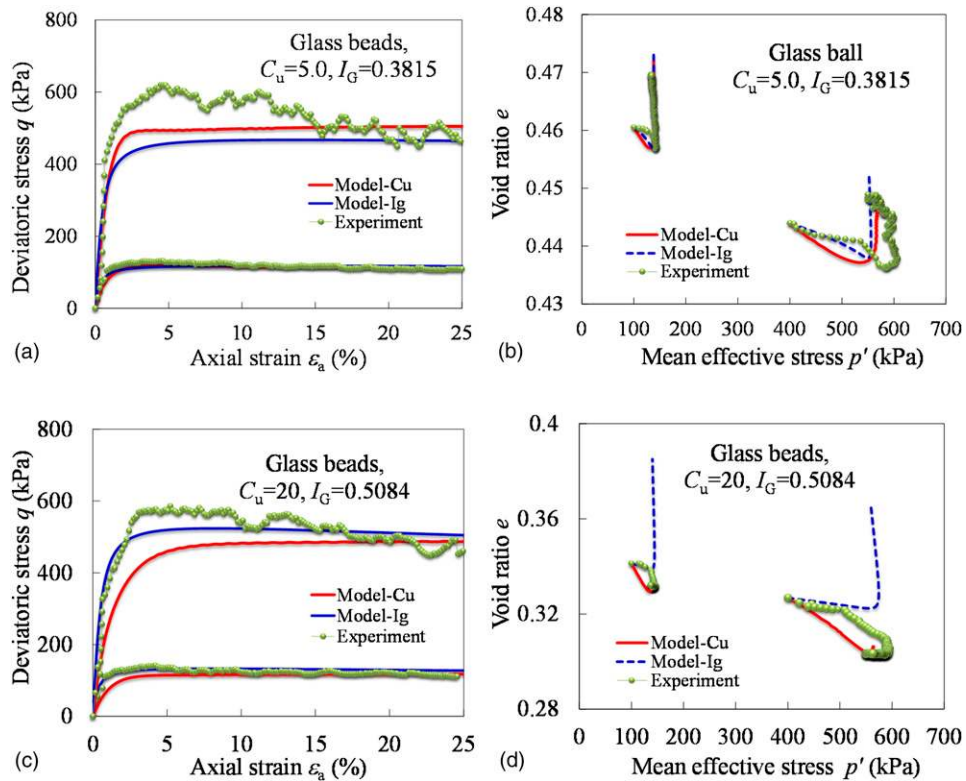 800
600
400
200
0
Deviatoric stress q (kPa)
Glass beads,
Cu=5.0, IG=0.3815
Model-Cu
Model-Ig
Experiment
0 5 10 15 20 25
(a)
Axial strain εa (%)
0.48
0.47
0.46
0.45
0.44
0.43
Void ratio e
Glass ball
Cu=5.0, IG=0.3815
Model-Cu
Model-Ig
Experiment
0 100 200 300 400 500 600 700
(b)
Mean effective stress p′ (kPa)
800
600
400
200
0
Deviatoric stress q (kPa)
Glass beads,
Cu=20, IG=0.5084
Model-Cu
Model-Ig
Experiment
0 5 10 15 20 25
(c)
Axial strain εa (%)
0.4
0.36
0.32
0.28
Void ratio e
Glass beads,
Cu=20, IG=0.5084
Model-Cu
Model-Ig
Experiment
0 100 200 300 400 500 600 700
(d)
Mean effective stress p′ (kPa)